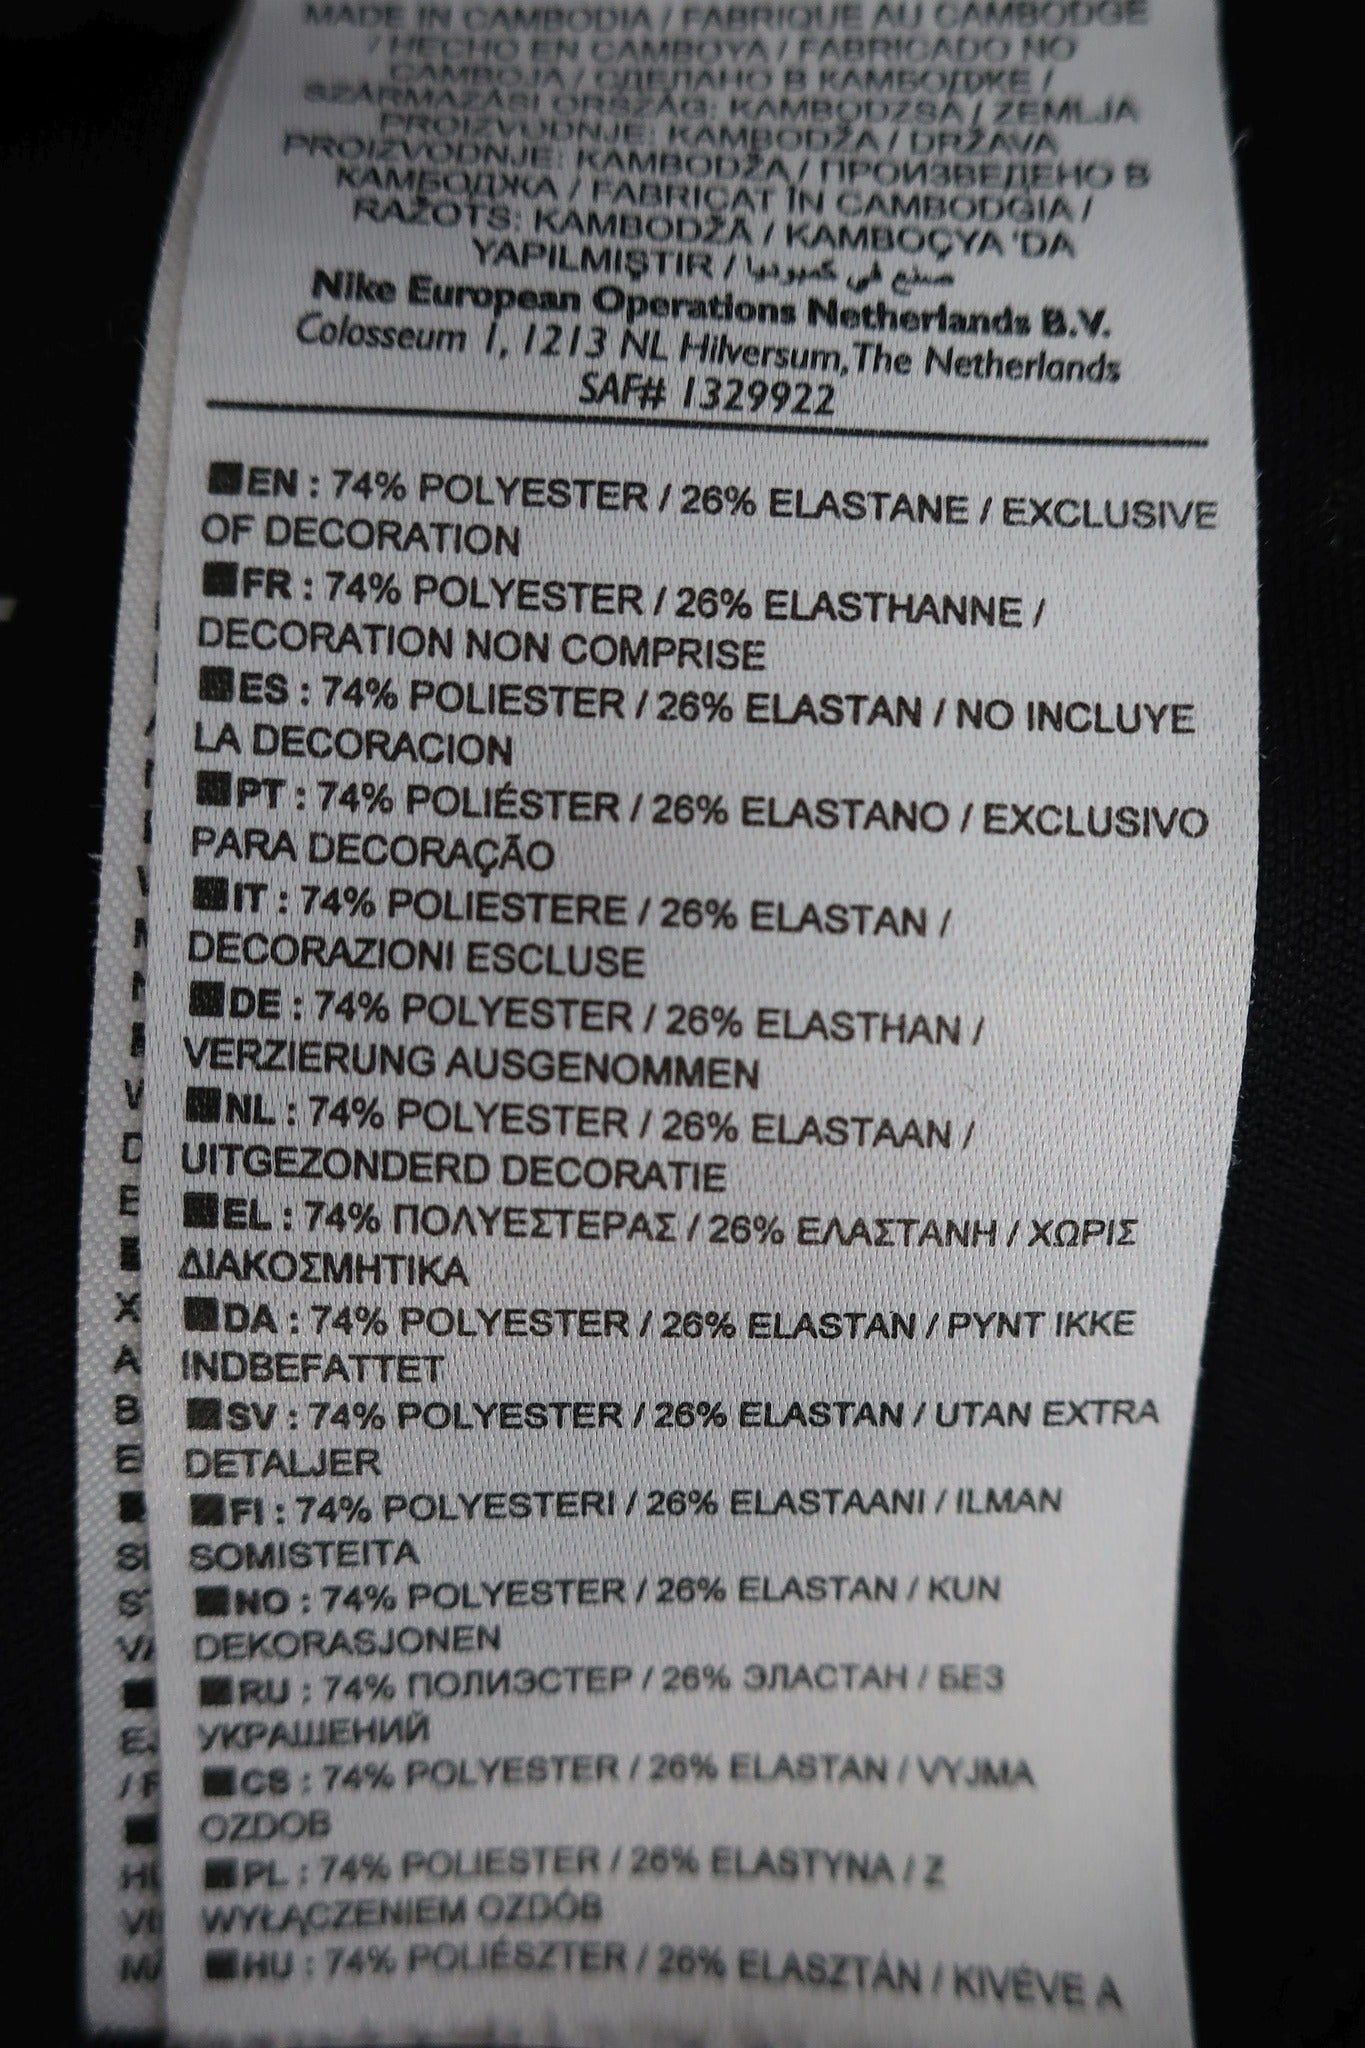 MADE IN CAMBODIA / FABRIQUE AU CAMBODGE
/ HECHO EN CAMBOYA / FABRICADO NO
CAMBOJA / СДЕЛАНО В КАМБОДЖЕ /
SZÁRMAZÁSI ORSZÁG: KAMBODZSA / ZEMLJA
PROIZVODNJE: KAMBODŽA / DRŽAVA
PROIZVODNJE: KAMBODŽA / ПРОИЗВЕДЕНО В
КАМБОДЖА / FABRICAT ÎN CAMBODGIA /
RAŽOTS: KAMBODŽĀ / KAMBOÇYA 'DA
YAPILMIŞTIR / صنع في كمبوديا
Nike European Operations Netherlands B.V.
Colosseum 1, 1213 NL Hilversum, The Netherlands
SAF# 1329922
EN : 74% POLYESTER / 26% ELASTANE / EXCLUSIVE
OF DECORATION
FR : 74% POLYESTER / 26% ELASTHANNE /
DECORATION NON COMPRISE
ES : 74% POLIESTER / 26% ELASTAN / NO INCLUYE
LA DECORACION
PT : 74% POLIÉSTER / 26% ELASTANO / EXCLUSIVO
PARA DECORAÇÃO
IT : 74% POLIESTERE / 26% ELASTAN /
DECORAZIONI ESCLUSE
DE : 74% POLYESTER / 26% ELASTHAN /
VERZIERUNG AUSGENOMMEN
NL : 74% POLYESTER / 26% ELASTAAN /
UITGEZONDERD DECORATIE
EL : 74% ΠΟΛΥΕΣΤΕΡΑΣ / 26% ΕΛΑΣΤΑΝΗ / ΧΩΡΙΣ
ΔΙΑΚΟΣΜΗΤΙΚΑ
DA : 74% POLYESTER / 26% ELASTAN / PYNT IKKE
INDBEFATTET
SV : 74% POLYESTER / 26% ELASTAN / UTAN EXTRA
DETALJER
FI : 74% POLYESTERI / 26% ELASTAANI / ILMAN
SOMISTEITA
NO : 74% POLYESTER / 26% ELASTAN / KUN
DEKORASJONEN
RU : 74% ПОЛИЭСТЕР / 26% ЭЛАСТАН / БЕЗ
УКРАШЕНИЙ
CS : 74% POLYESTER / 26% ELASTAN / VYJMA
OZDOB
PL : 74% POLIESTER / 26% ELASTYNA / Z
WYŁĄCZENIEM OZDÓB
HU : 74% POLIÉSZTER / 26% ELASZTÁN / KIVÉVE A